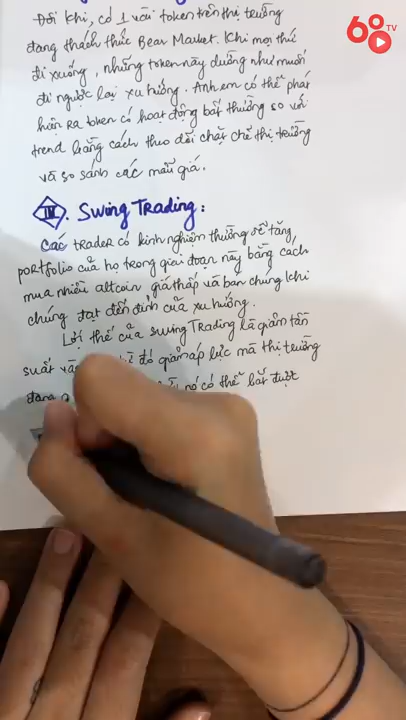 68 TV
Đôi khi, có 1 vài token trên thị trường
đang thách thức Bear Market. Khi mọi thứ
đi xuống, những token này dường như muốn
đi ngược lại xu hướng. Anh em có thể phát
hiện ra token có hoạt động bất thường so với
trend bằng cách theo dõi chặt chẽ thị trường
và so sánh các mẫu giá.
IV. Swing Trading:
Các trader có kinh nghiệm thường sẽ tăng
portfolio của họ trong giai đoạn này bằng cách
mua nhiều altcoin giá thấp và bán chúng khi
chúng đạt đến đỉnh của xu hướng.
Lợi thế của Swing Trading là giảm tần
suất đó giảm áp lực mà thị trường
đang nó có thể bắt được